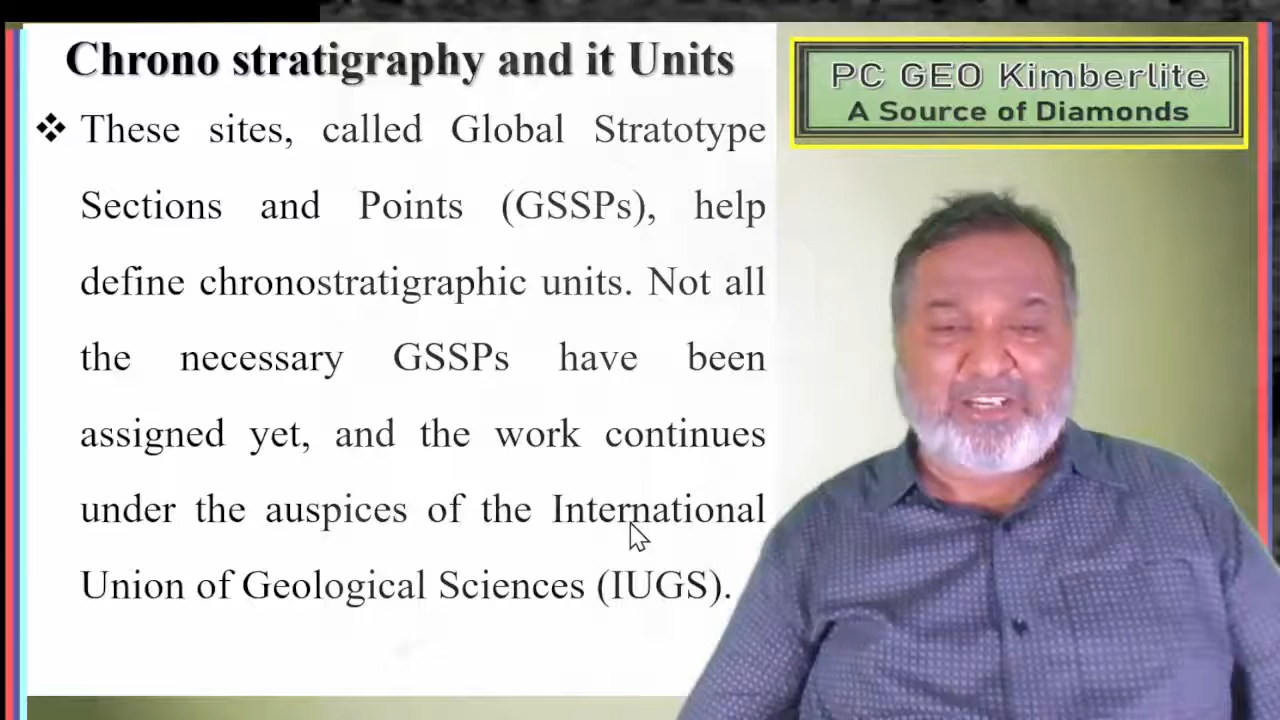 Chrono stratigraphy and it Units
❖ These sites, called Global Stratotype
Sections and Points (GSSPs), help
define chronostratigraphic units. Not all
the necessary GSSPs have been
assigned yet, and the work continues
under the auspices of the International
Union of Geological Sciences (IUGS).
PC GEO Kimberlite
A Source of Diamonds